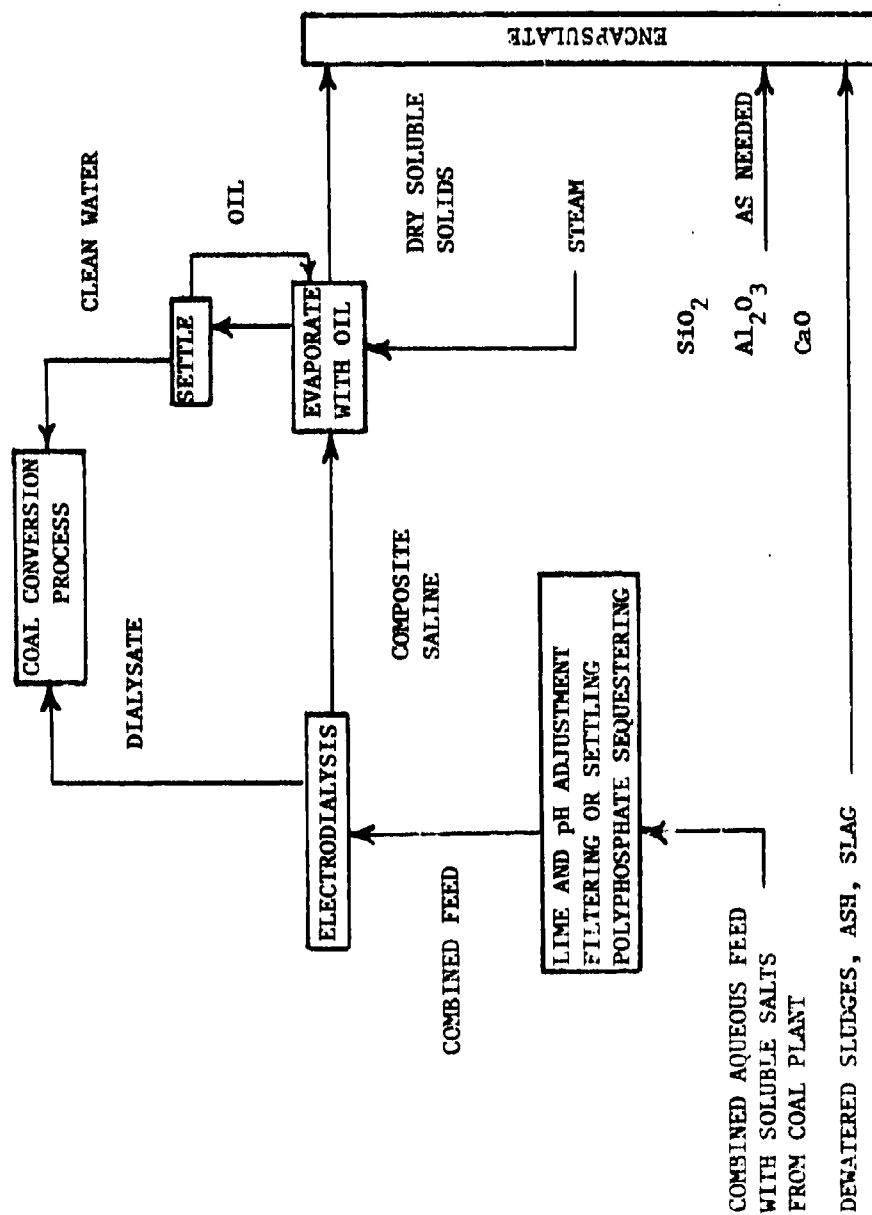 COAL CONVERSION
PROCESS
CLEAN WATER
DIALYSATE
SETTLE
OIL
ELECTRODIALYSIS
EVAPORATE
WITH OIL
ENCAPSULATE
COMBINED FEED
COMPOSITE
SALINE
DRY SOLUBLE
SOLIDS
LIME AND pH ADJUSTMENT
FILTERING OR SETTLING
POLYPHOSPHATE SEQUESTERING
STEAM
COMBINED AQUEOUS FEED
WITH SOLUBLE SALTS
FROM COAL PLANT
SiO₂
Al₂O₃ AS NEEDED
CaO
DEWATERED SLUDGES, ASH, SLAG